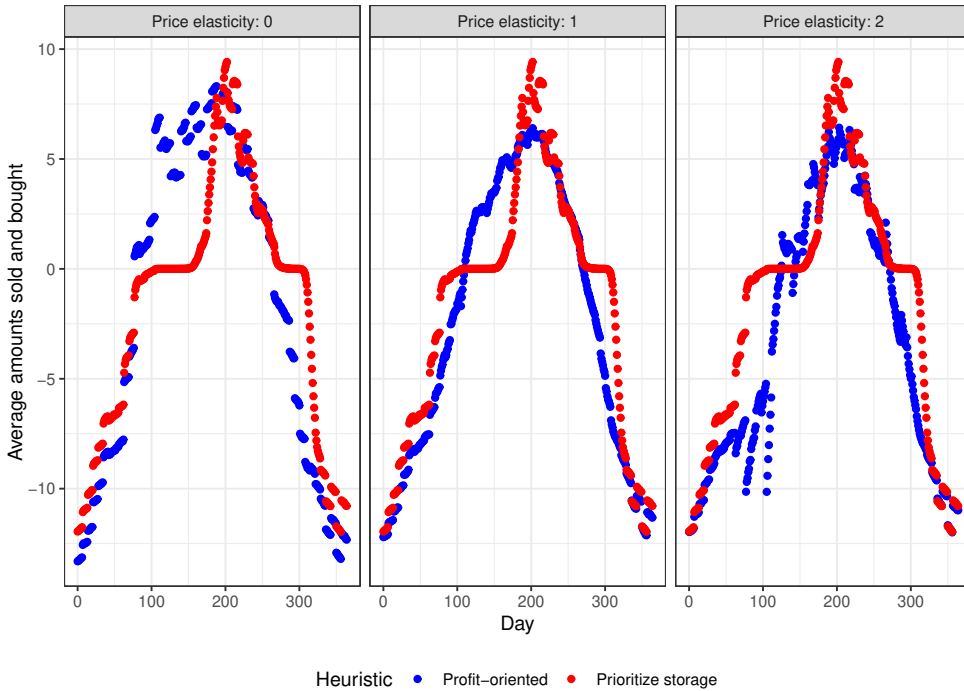 Price elasticity: 0
Price elasticity: 1
Price elasticity: 2
Average amounts sold and bought
10
5
0
−5
−10
0 100 200 300
0 100 200 300
0 100 200 300
Day
Heuristic Profit−oriented Prioritize storage